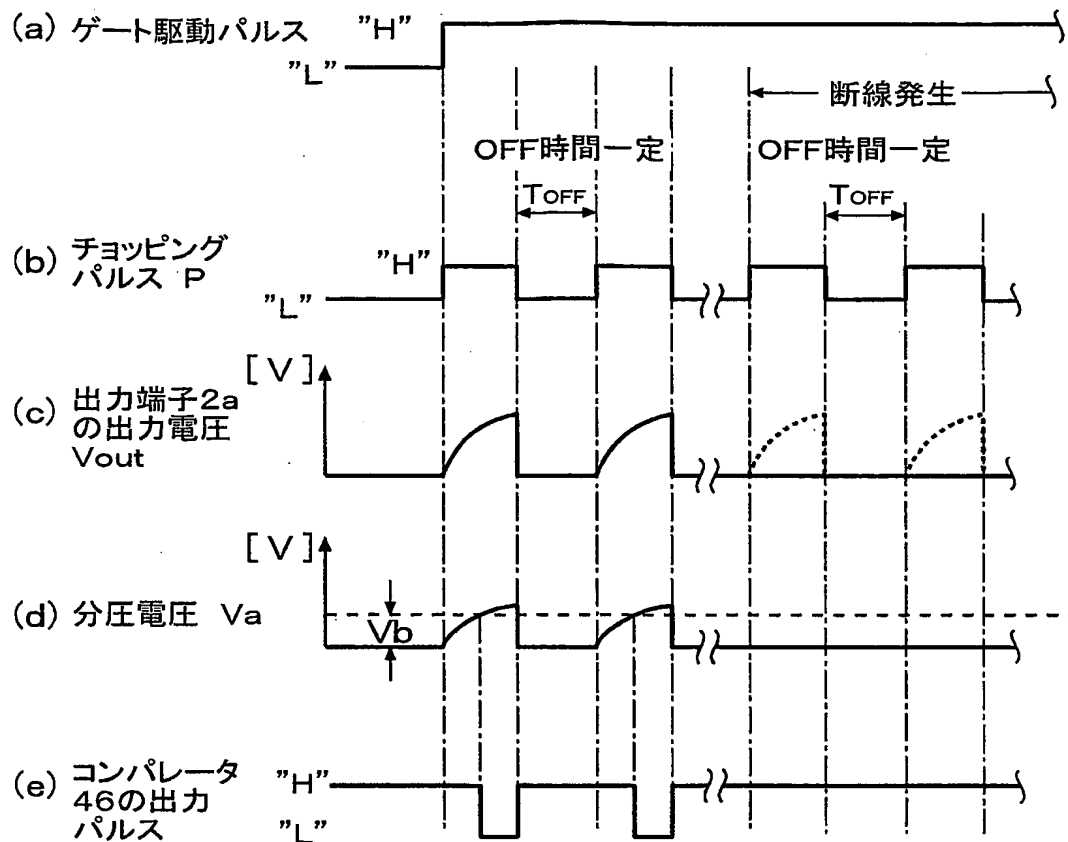 (a) ゲート駆動パルス "H"
"L"
断線発生
OFF時間一定 OFF時間一定
TOFF TOFF
(b) チョッピング
パルス P "H"
"L"
[V]
(c) 出力端子2a
の出力電圧
Vout
[V]
(d) 分圧電圧 Va
Vb
(e) コンパレータ "H"
46の出力
パルス "L"